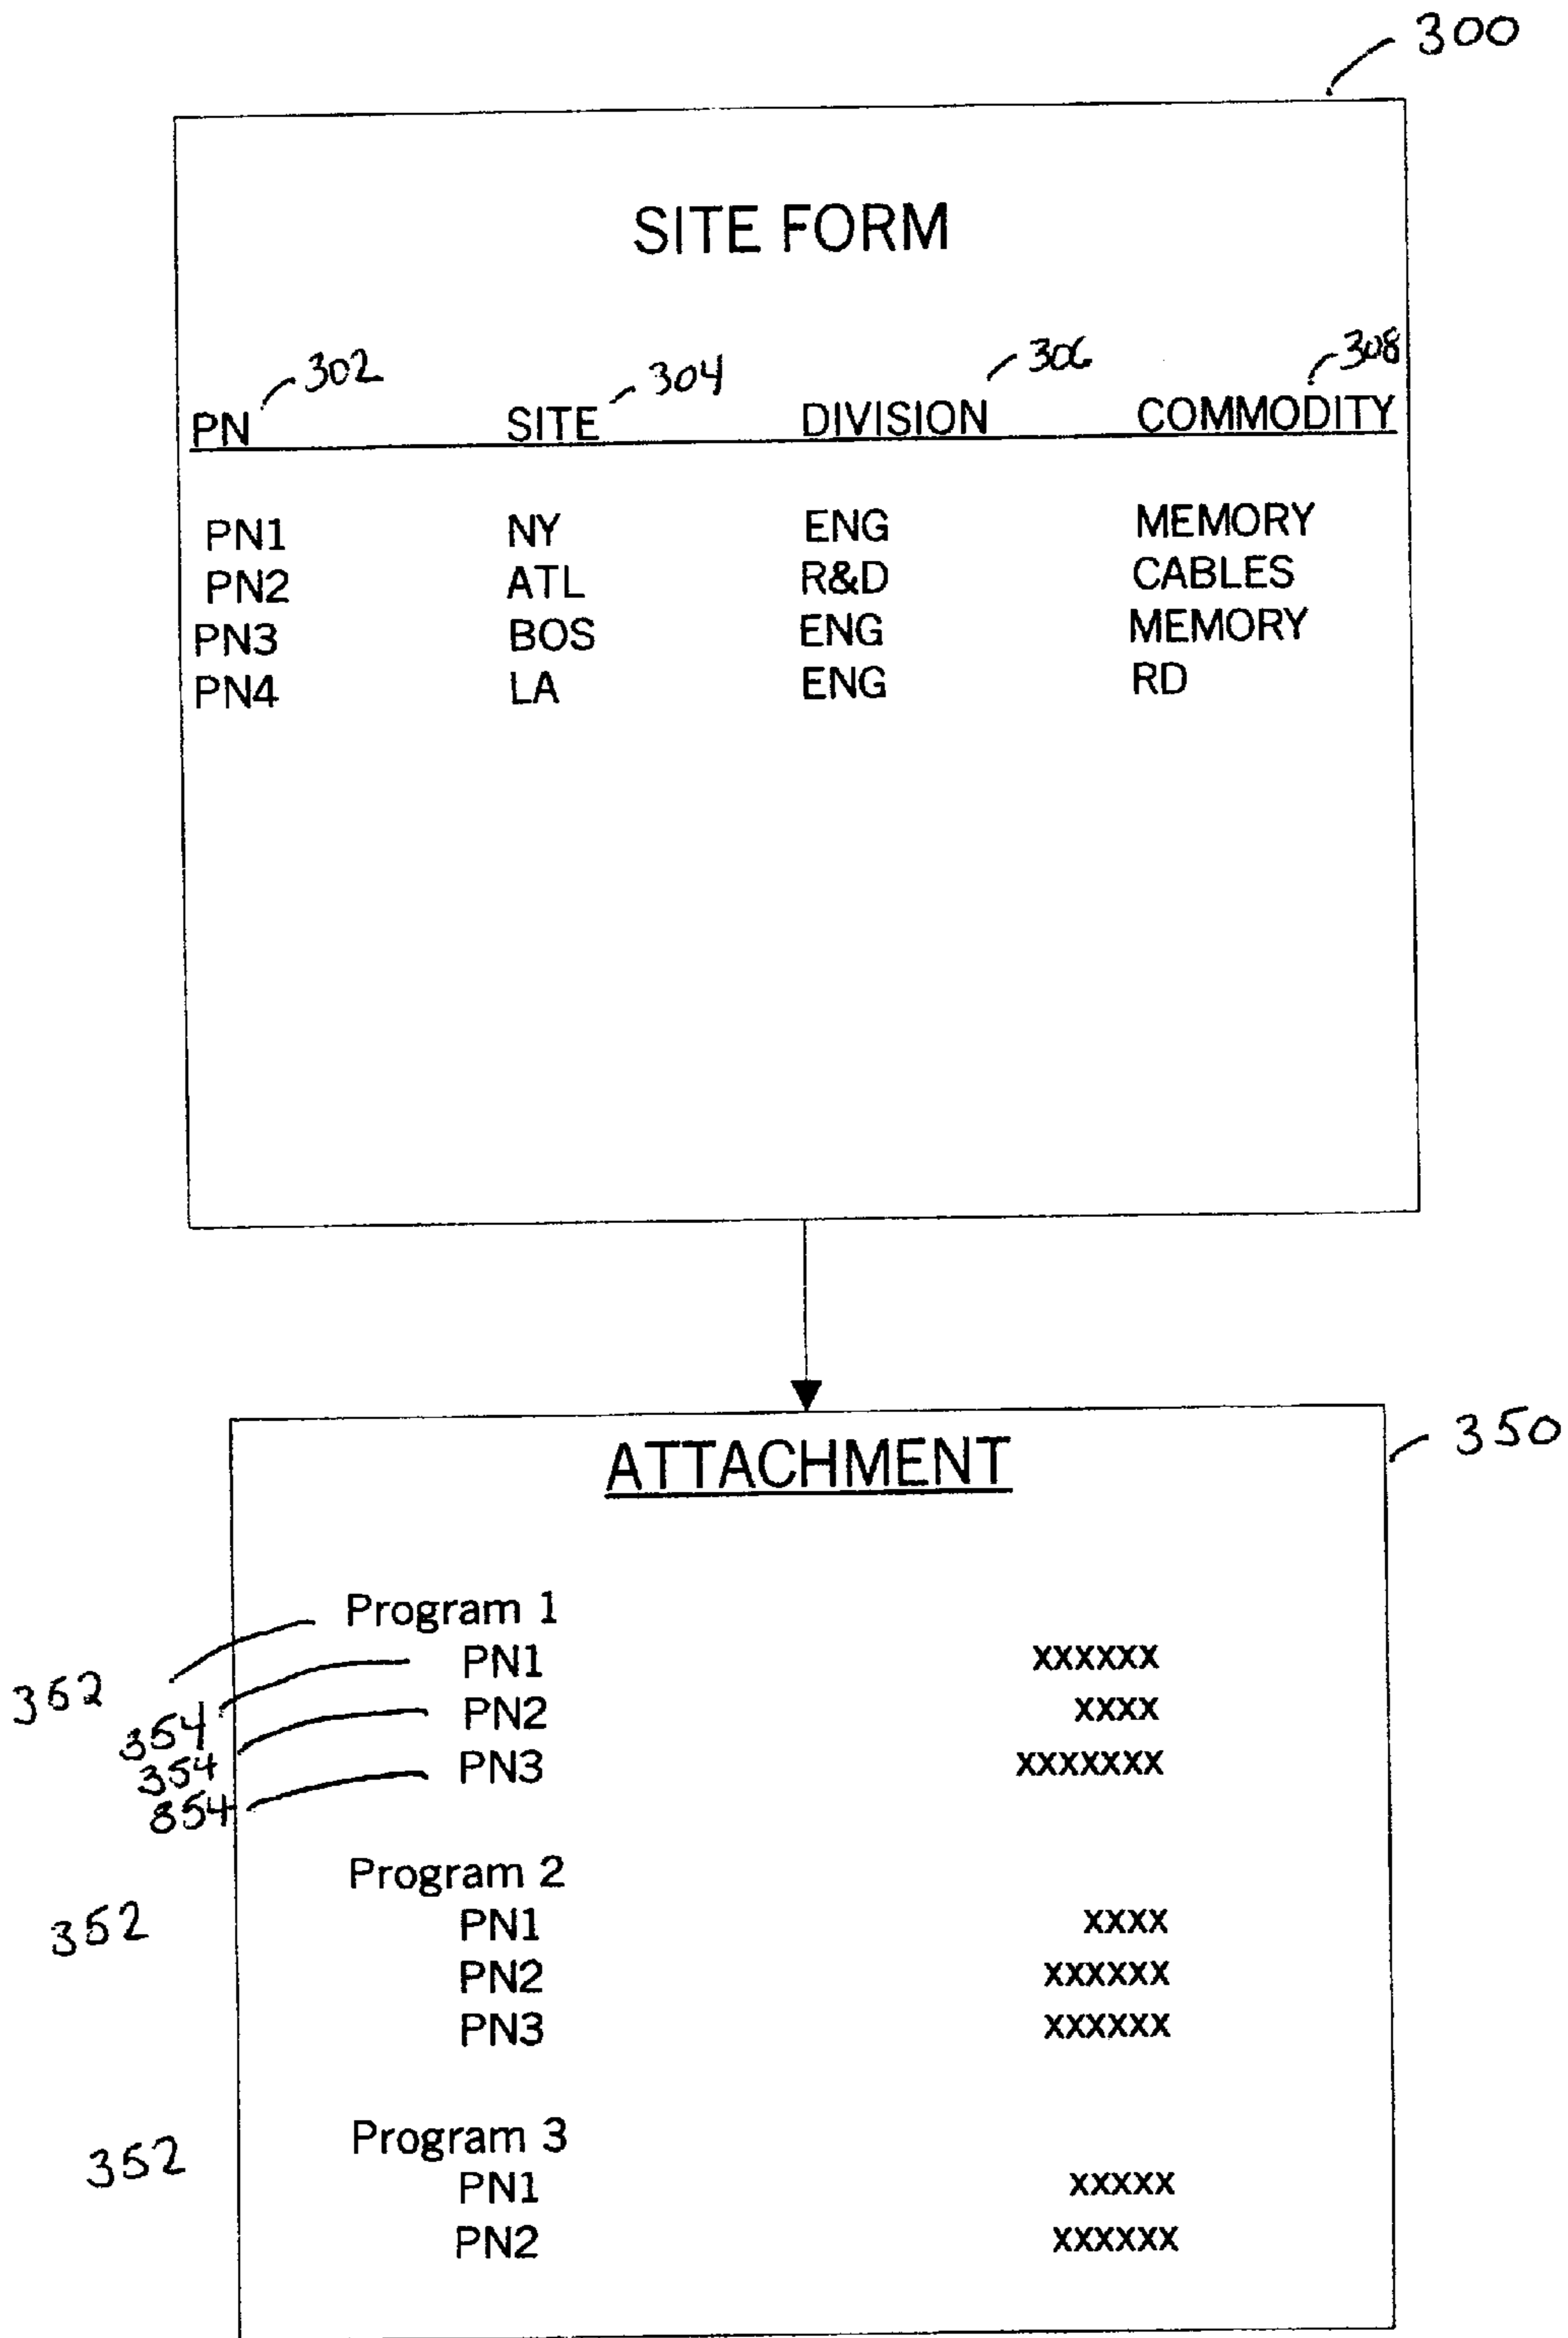 300
SITE FORM
302 304 306 308
PN SITE DIVISION COMMODITY
PN1 NY ENG MEMORY
PN2 ATL R&D CABLES
PN3 BOS ENG MEMORY
PN4 LA ENG RD
350
ATTACHMENT
352 Program 1
354 PN1 xxxxxx
354 PN2 xxxx
854 PN3 xxxxxxx
352 Program 2
PN1 xxxx
PN2 xxxxxx
PN3 xxxxxx
352 Program 3
PN1 xxxxx
PN2 xxxxxx